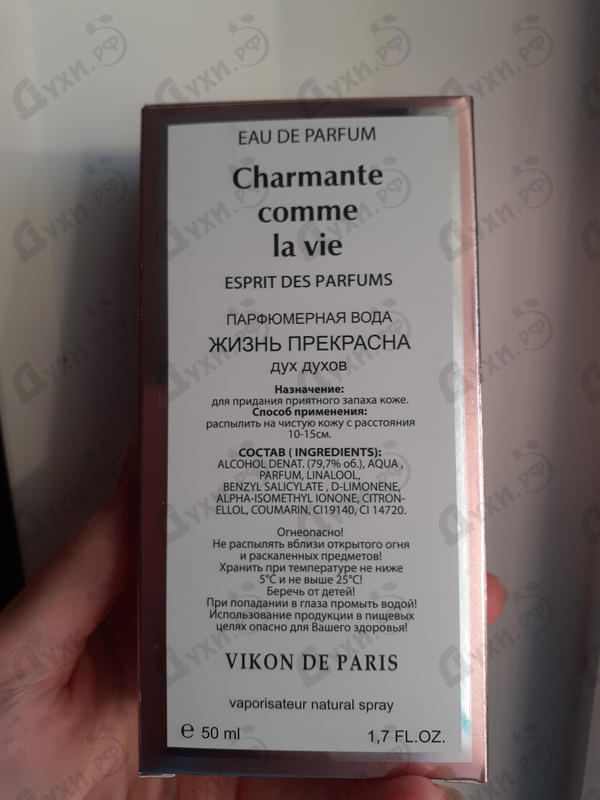 EAU DE PARFUM
Charmante
comme
la vie
ESPRIT DES PARFUMS
ПАРФЮМЕРНАЯ ВОДА
ЖИЗНЬ ПРЕКРАСНА
дух духов
Назначение:
для придания приятного запаха коже.
Способ применения:
распылить на чистую кожу с расстояния
10-15см.
СОСТАВ ( INGREDIENTS):
ALCOHOL DENAT. (79,7% об.), AQUA ,
PARFUM, LINALOOL,
BENZYL SALICYLATE , D-LIMONENE,
ALPHA-ISOMETHYL IONONE, CITRON-
ELLOL, COUMARIN, CI19140, CI 14720.
Огнеопасно!
Не распылять вблизи открытого огня
и раскаленных предметов!
Хранить при температуре не ниже
5°C и не выше 25°C!
Беречь от детей!
При попадании в глаза промыть водой!
Использование продукции в пищевых
целях опасно для Вашего здоровья!
VIKON DE PARIS
vaporisateur natural spray
e 50 ml 1,7 FL.OZ.
Духи.РФ